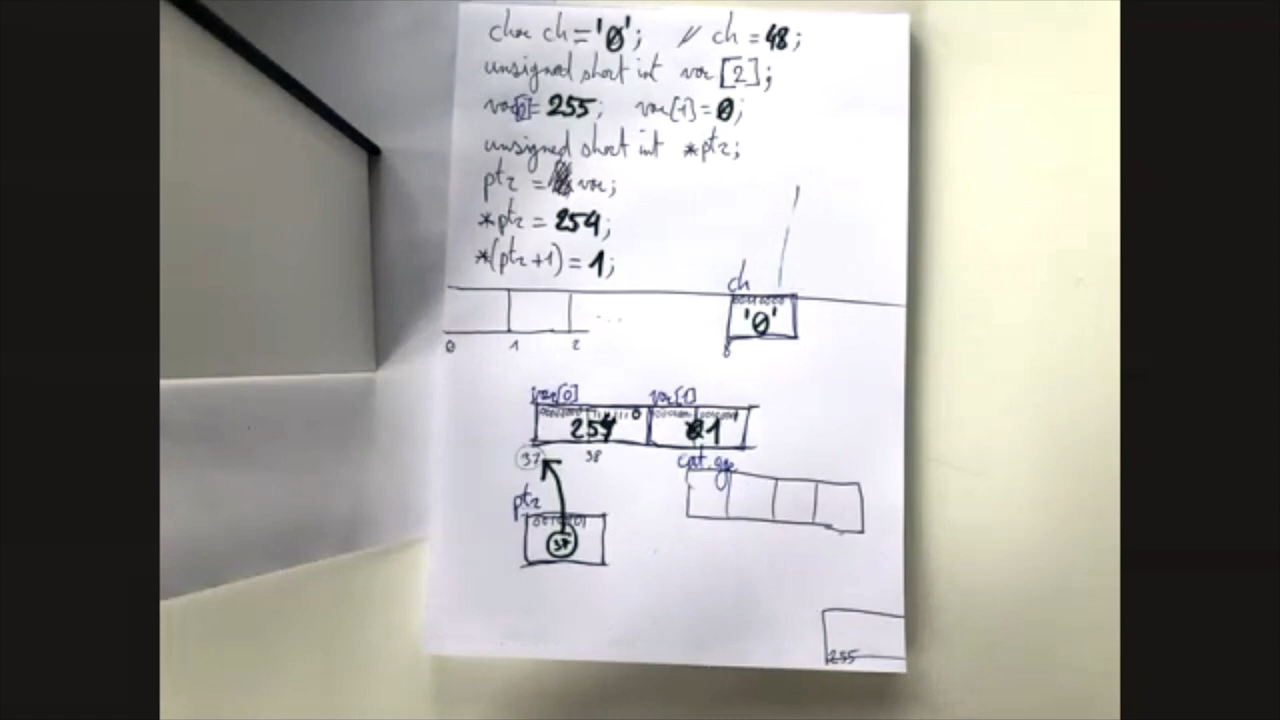 char ch = '0'; // ch = 48;
unsigned short int var [2];
var[0] = 255; var[1] = 0;
unsigned short int *ptr;
ptr = var;
*ptr = 254;
*(ptr+1) = 1;
ch
00110000
'0'
0 1 2 ...
var[0] var[1]
254 1
37 38
ptr
37
255